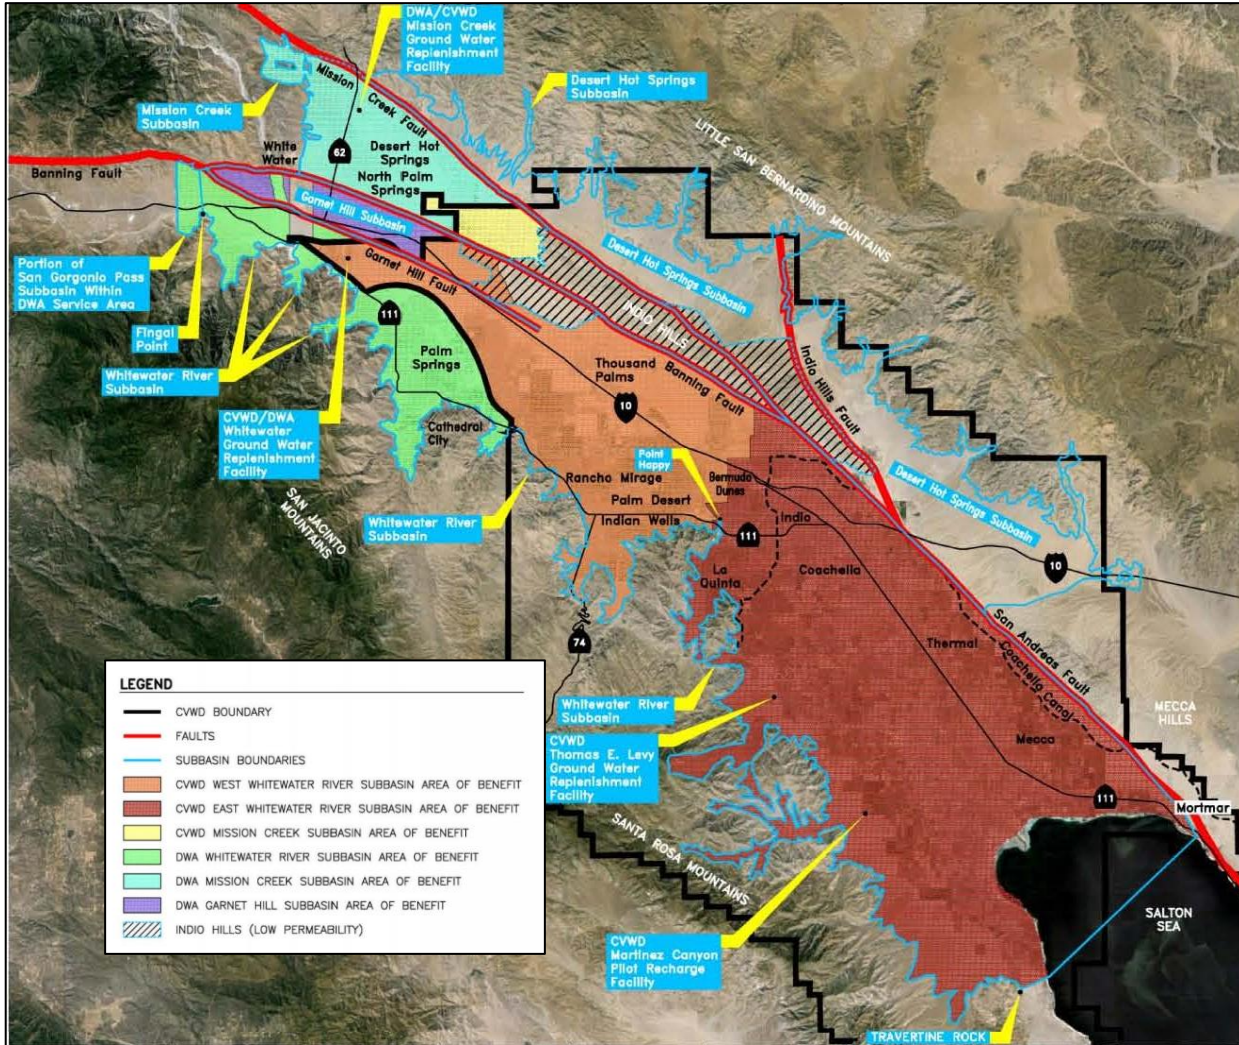 DWA/CVWD
Mission Creek
Ground Water
Replenishment
Facility
Desert Hot Springs
Subbasin
Mission Creek
Subbasin
Mission Creek Fault
LITTLE SAN BERNARDINO MOUNTAINS
White
Water
62
Desert Hot
Springs
North Palm
Springs
Banning Fault
Garnet Hill Subbasin
Desert Hot Springs Subbasin
Garnet Hill Fault
Portion of
San Gorgonio Pass
Subbasin Within
DWA Service Area
Fingal
Point
111
INDIO HILLS
Whitewater River
Subbasin
Palm
Springs
Thousand
Palms
Banning Fault
Indio Hills Fault
10
CVWD/DWA
Whitewater
Ground Water
Replenishment
Facility
Cathedral
City
Point
Happy
Rancho Mirage
Bermuda
Dunes
Desert Hot Springs Subbasin
SAN JACINTO
MOUNTAINS
Palm Desert
Whitewater River
Subbasin
Indian Wells
Indio
111
10
La
Quinta
Coachella
74
Thermal
San Andreas Fault
Coachella Canal
LEGEND
CVWD BOUNDARY
FAULTS
SUBBASIN BOUNDARIES
CVWD WEST WHITEWATER RIVER SUBBASIN AREA OF BENEFIT
CVWD EAST WHITEWATER RIVER SUBBASIN AREA OF BENEFIT
CVWD MISSION CREEK SUBBASIN AREA OF BENEFIT
DWA WHITEWATER RIVER SUBBASIN AREA OF BENEFIT
DWA MISSION CREEK SUBBASIN AREA OF BENEFIT
DWA GARNET HILL SUBBASIN AREA OF BENEFIT
INDIO HILLS (LOW PERMEABILITY)
Whitewater River
Subbasin
MECCA
HILLS
CVWD
Thomas E. Levy
Ground Water
Replenishment
Facility
Mecca
111
Mortmar
SANTA ROSA MOUNTAINS
SALTON
SEA
CVWD
Martinez Canyon
Pilot Recharge
Facility
TRAVERTINE ROCK